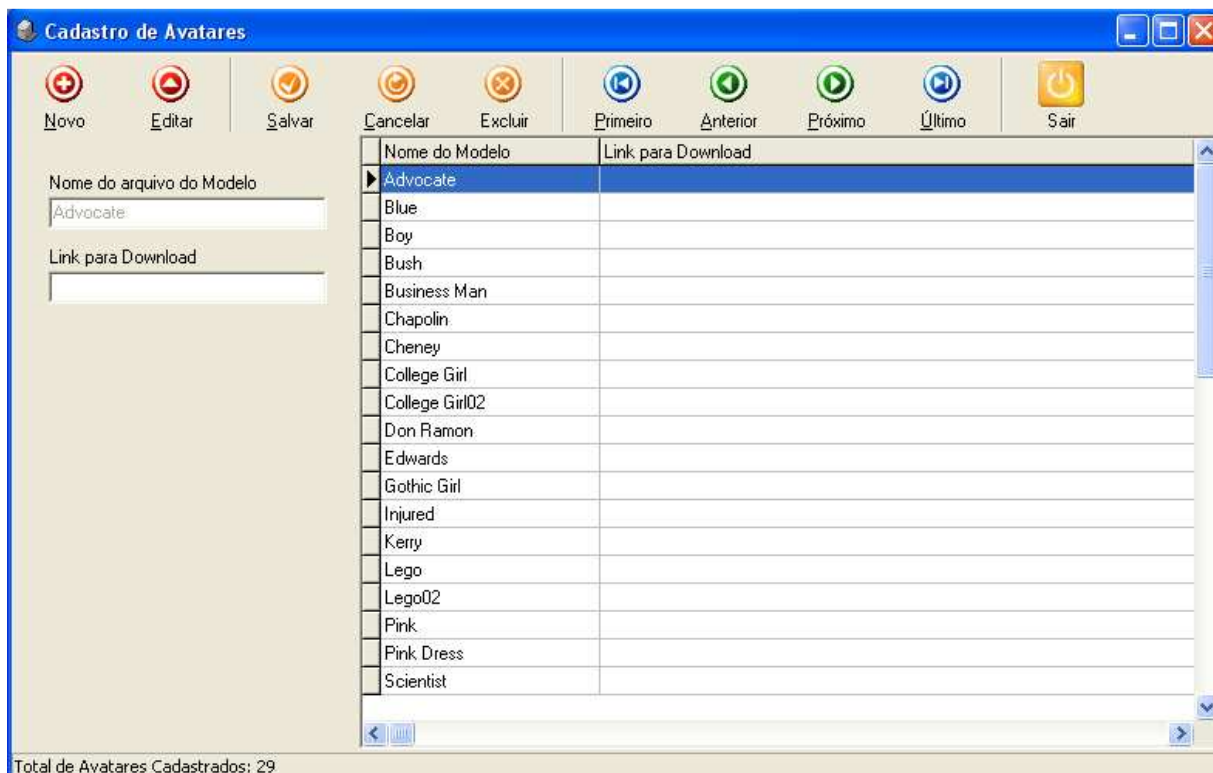 Cadastro de Avatares
Novo Editar Salvar Cancelar Excluir Primeiro Anterior Próximo Último Sair
Nome do Modelo Link para Download
Nome do arquivo do Modelo
Advocate
Link para Download
Advocate
Blue
Boy
Bush
Business Man
Chapolin
Cheney
College Girl
College Girl02
Don Ramon
Edwards
Gothic Girl
Injured
Kerry
Lego
Lego02
Pink
Pink Dress
Scientist
Total de Avatares Cadastrados: 29